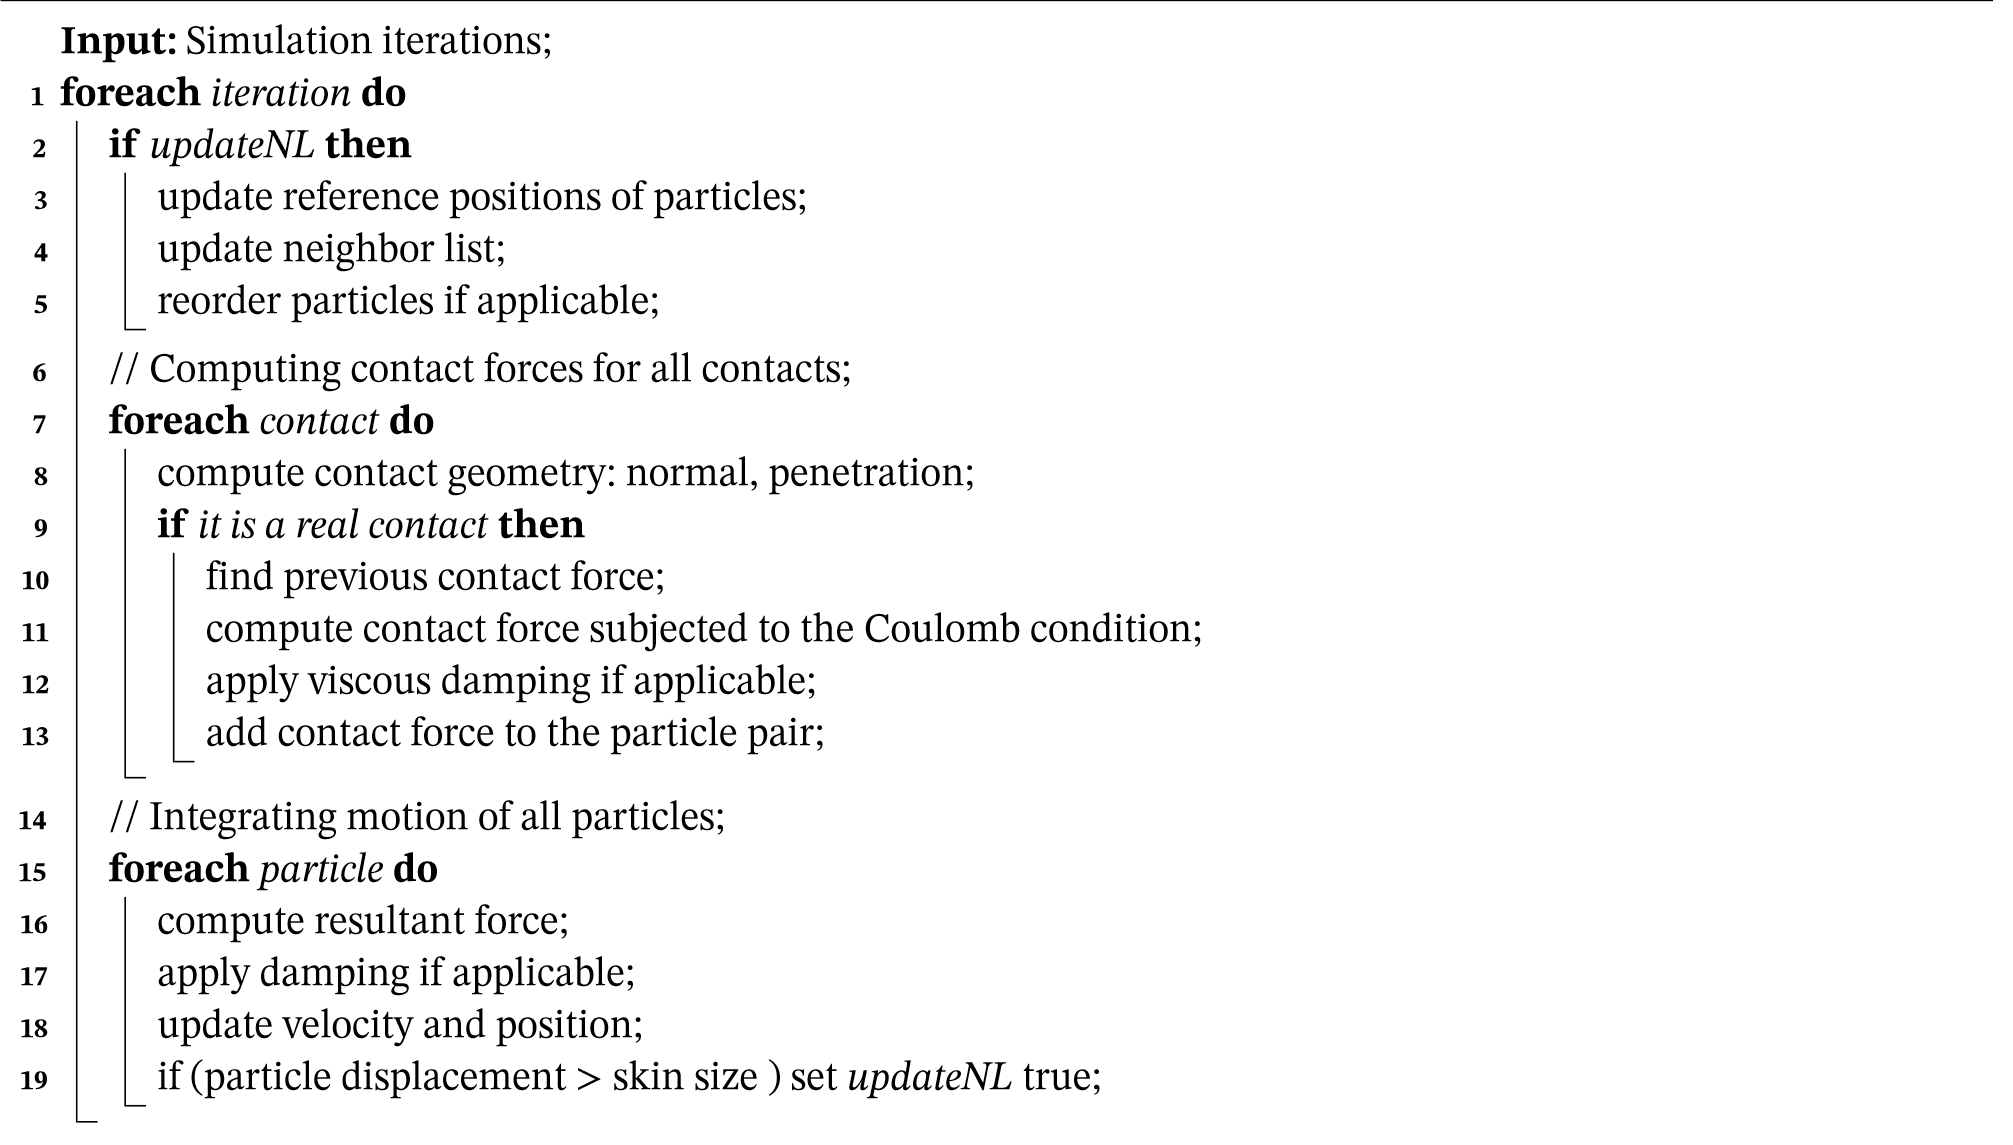 Input: Simulation iterations;
1 foreach iteration do
2 if updateNL then
3 update reference positions of particles;
4 update neighbor list;
5 reorder particles if applicable;
6 // Computing contact forces for all contacts;
7 foreach contact do
8 compute contact geometry: normal, penetration;
9 if it is a real contact then
10 find previous contact force;
11 compute contact force subjected to the Coulomb condition;
12 apply viscous damping if applicable;
13 add contact force to the particle pair;
14 // Integrating motion of all particles;
15 foreach particle do
16 compute resultant force;
17 apply damping if applicable;
18 update velocity and position;
19 if (particle displacement > skin size ) set updateNL true;